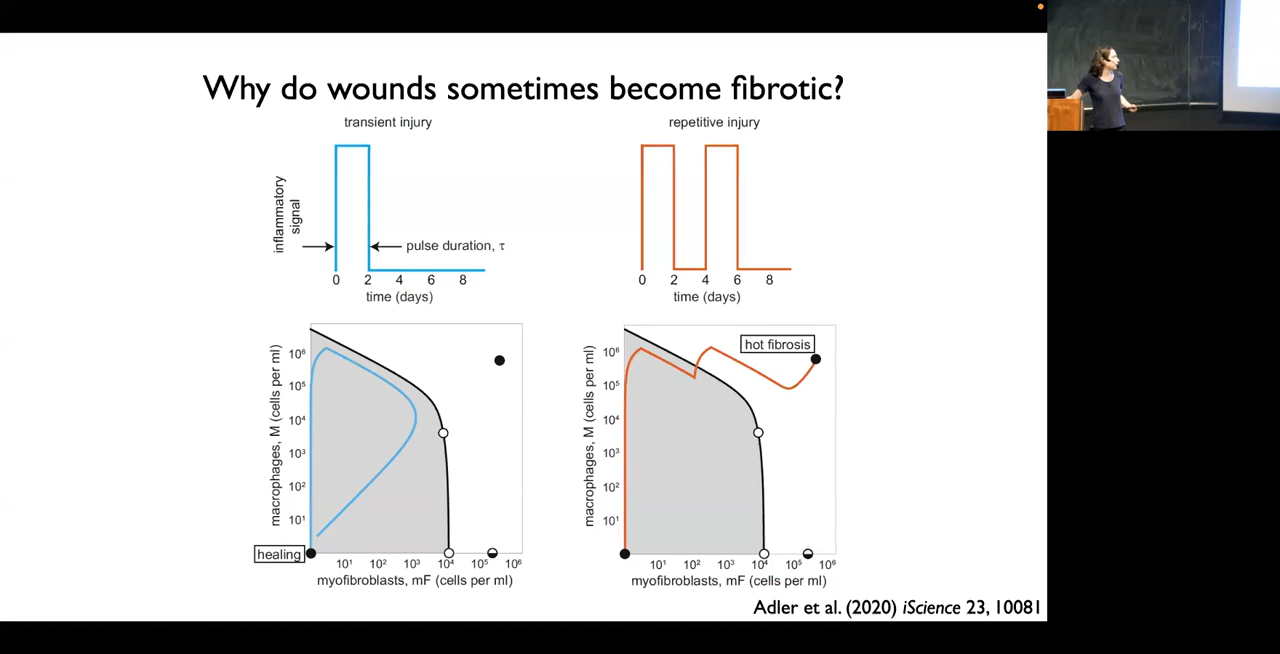 Why do wounds sometimes become fibrotic?
transient injury
inflammatory
signal
pulse duration, τ
0 2 4 6 8
time (days)
repetitive injury
0 2 4 6 8
time (days)
macrophages, M (cells per ml)
10⁶
10⁵
10⁴
10³
10²
10¹
healing
10¹ 10² 10³ 10⁴ 10⁵ 10⁶
myofibroblasts, mF (cells per ml)
hot fibrosis
macrophages, M (cells per ml)
10⁶
10⁵
10⁴
10³
10²
10¹
10¹ 10² 10³ 10⁴ 10⁵ 10⁶
myofibroblasts, mF (cells per ml)
Adler et al. (2020) iScience 23, 10081